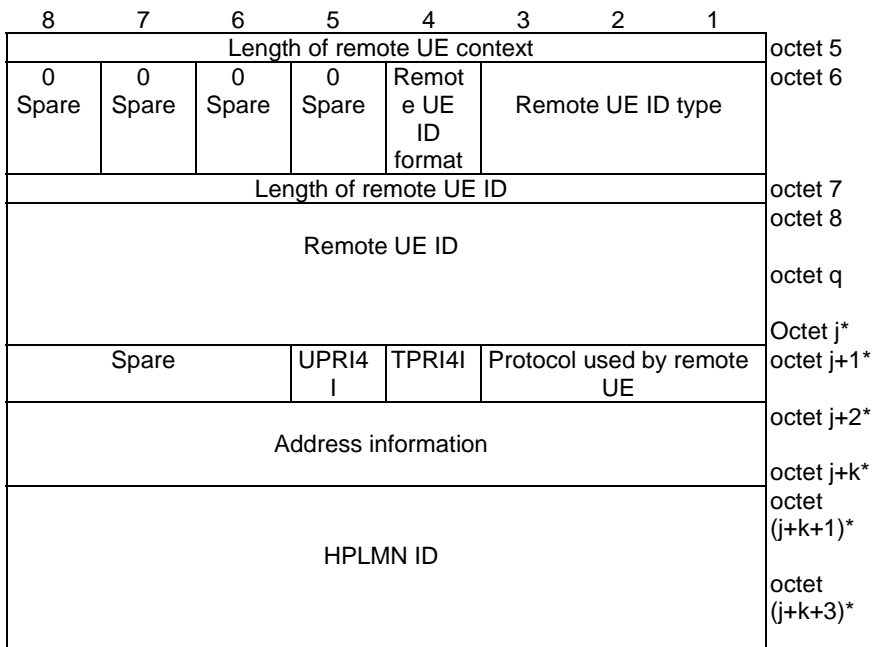 8 7 6 5 4 3 2 1
Length of remote UE context octet 5
0 0 0 0 Remot octet 6
Spare Spare Spare Spare e UE Remote UE ID type
ID
format
Length of remote UE ID octet 7
octet 8
Remote UE ID
octet q
Octet j*
Spare UPRI4 TPRI4I Protocol used by remote octet j+1*
I UE
octet j+2*
Address information
octet j+k*
octet
(j+k+1)*
HPLMN ID
octet
(j+k+3)*